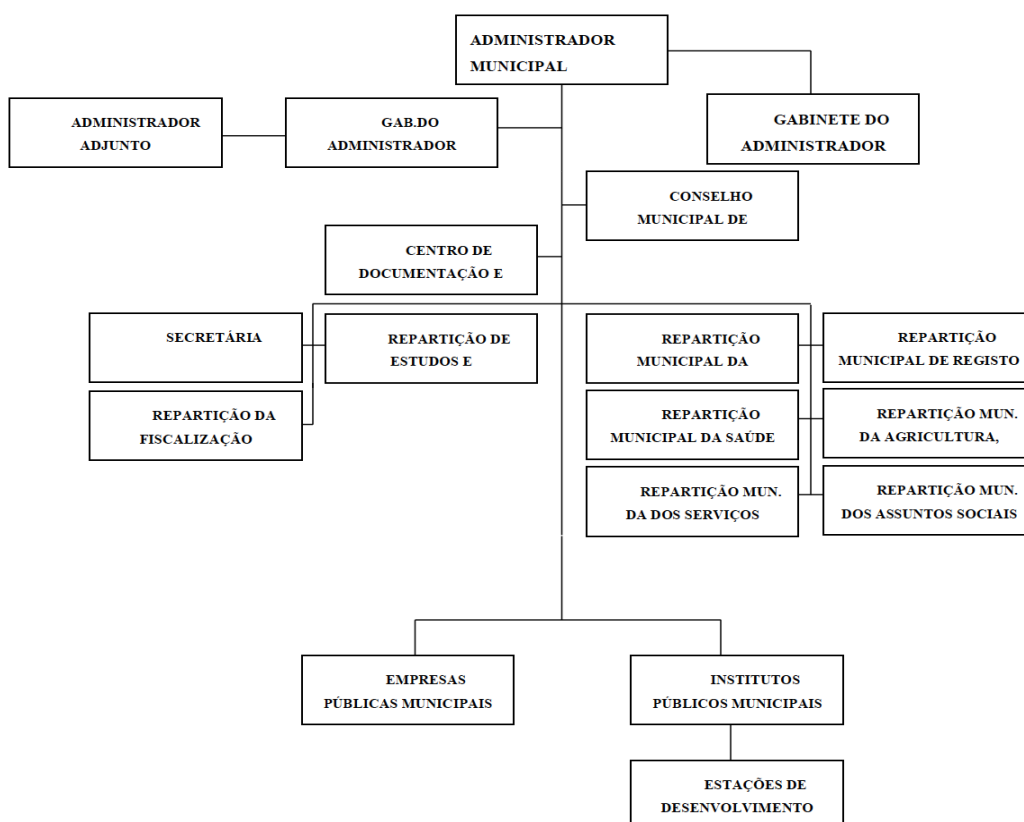 ADMINISTRADOR
MUNICIPAL
ADMINISTRADOR
ADJUNTO
GAB.DO
ADMINISTRADOR
GABINETE DO
ADMINISTRADOR
CONSELHO
MUNICIPAL DE
CENTRO DE
DOCUMENTAÇÃO E
SECRETÁRIA
REPARTIÇÃO DE
ESTUDOS E
REPARTIÇÃO
MUNICIPAL DA
REPARTIÇÃO
MUNICIPAL DE REGISTO
REPARTIÇÃO DA
FISCALIZAÇÃO
REPARTIÇÃO
MUNICIPAL DA SAÚDE
REPARTIÇÃO MUN.
DA AGRICULTURA,
REPARTIÇÃO MUN.
DA DOS SERVIÇOS
REPARTIÇÃO MUN.
DOS ASSUNTOS SOCIAIS
EMPRESAS
PÚBLICAS MUNICIPAIS
INSTITUTOS
PÚBLICOS MUNICIPAIS
ESTAÇÕES DE
DESENVOLVIMENTO